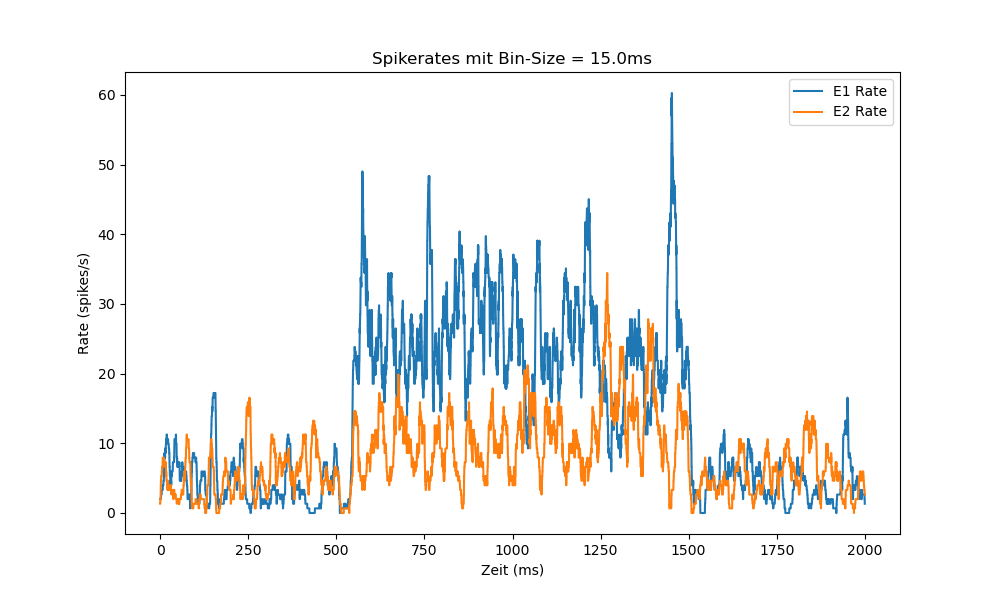 Spikerates mit Bin-Size = 15.0ms
E1 Rate
E2 Rate
60
50
40
30
20
10
0
Rate (spikes/s)
0 250 500 750 1000 1250 1500 1750 2000
Zeit (ms)